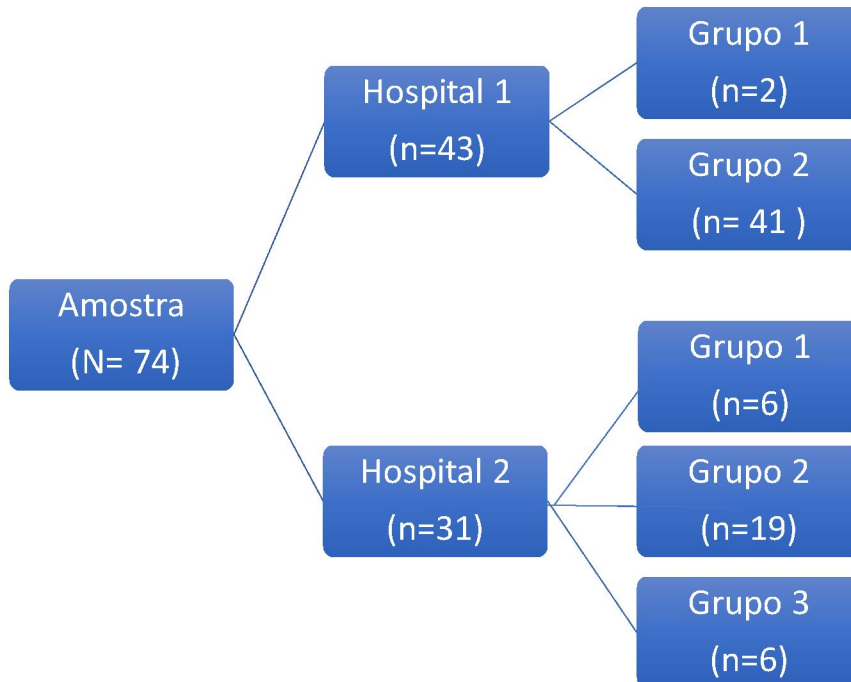 Amostra
(N= 74)
Hospital 1
(n=43)
Grupo 1
(n=2)
Grupo 2
(n= 41 )
Hospital 2
(n=31)
Grupo 1
(n=6)
Grupo 2
(n=19)
Grupo 3
(n=6)